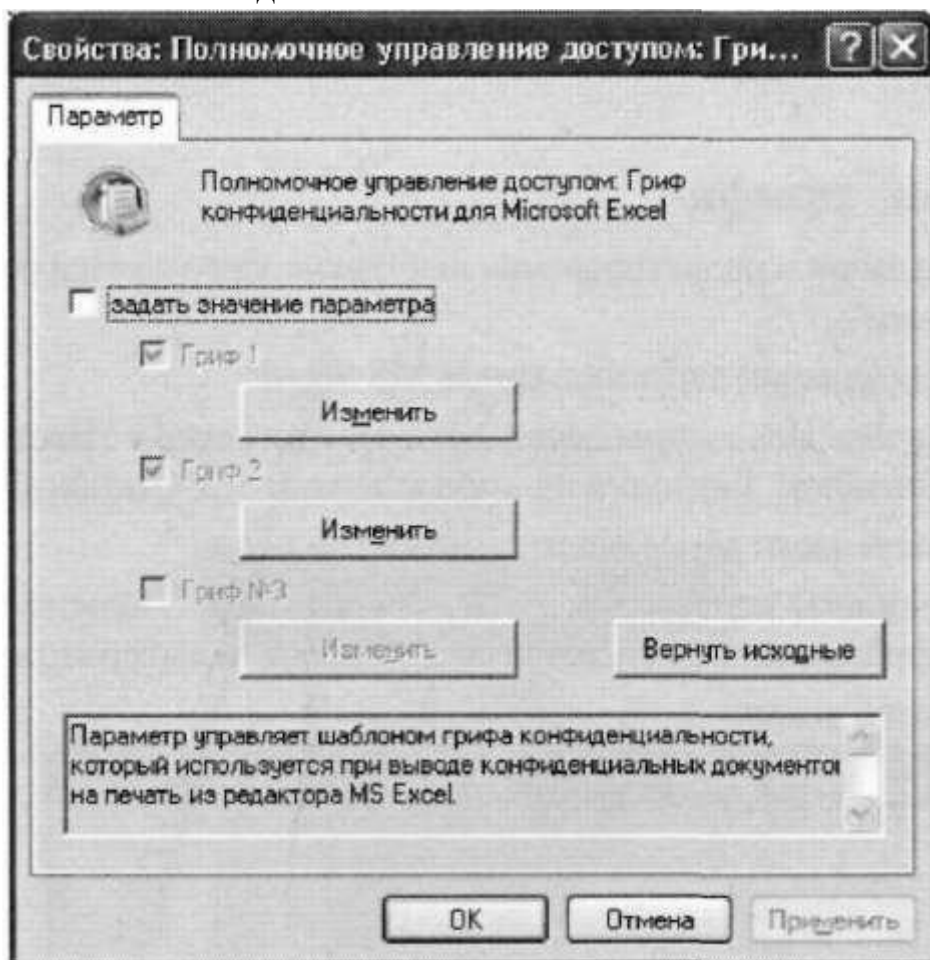 Свойства: Полномочное управление доступом: Гри...
Параметр
Полномочное управление доступом: Гриф
конфиденциальности для Microsoft Excel
задать значение параметра
Гриф 1
Изменить
Гриф 2
Изменить
Гриф №3
Изменить
Вернуть исходные
Параметр управляет шаблоном грифа конфиденциальности,
который используется при выводе конфиденциальных документов
на печать из редактора MS Excel.
OK
Отмена
Применить